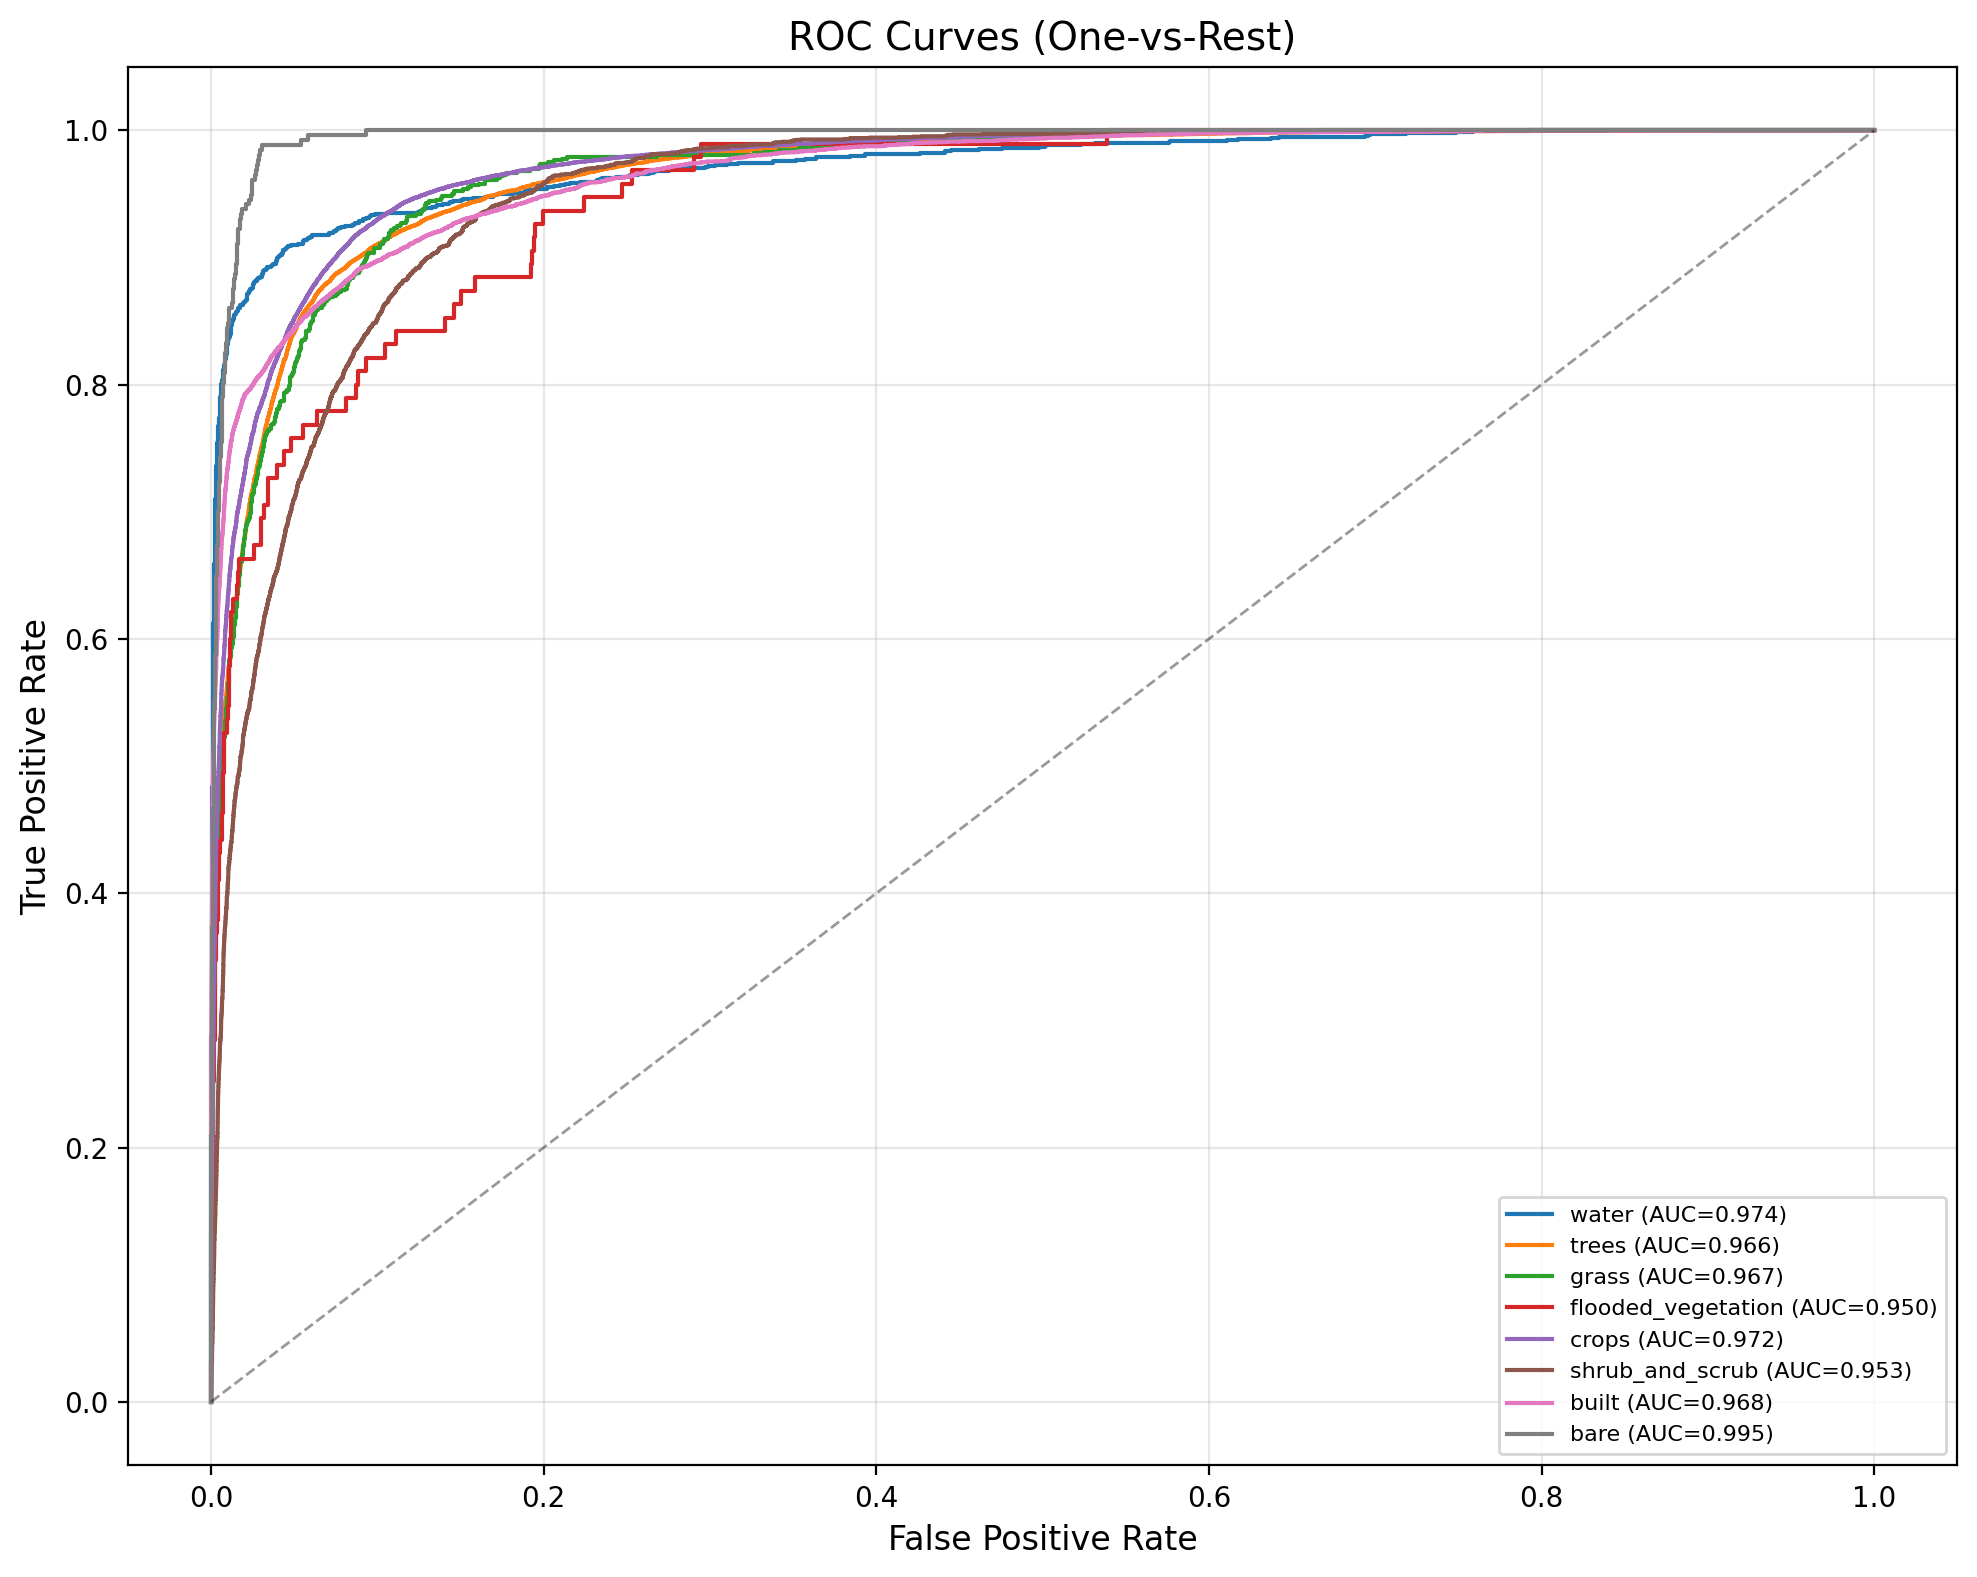 ROC Curves (One-vs-Rest)
True Positive Rate
1.0
0.8
0.6
0.4
0.2
0.0
0.0 0.2 0.4 0.6 0.8 1.0
False Positive Rate
water (AUC=0.974)
trees (AUC=0.966)
grass (AUC=0.967)
flooded_vegetation (AUC=0.950)
crops (AUC=0.972)
shrub_and_scrub (AUC=0.953)
built (AUC=0.968)
bare (AUC=0.995)